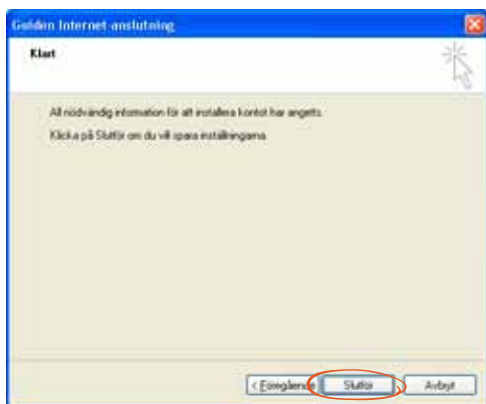 Guiden Internet-anslutning
Klart
All nödvändig information för att installera kontot har angetts.
Klicka på Slutför om du vill spara inställningarna.
< Föregående
Slutför
Avbryt